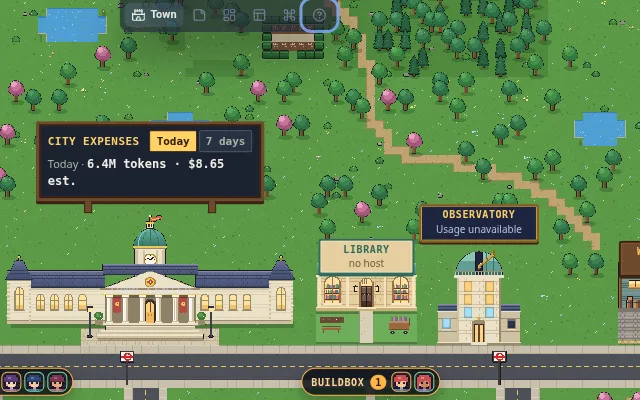 Town
CITY EXPENSES Today 7 days
Today · 6.4M tokens · $8.65
est.
OBSERVATORY
Usage unavailable
LIBRARY
no host
BUILDBOX 1